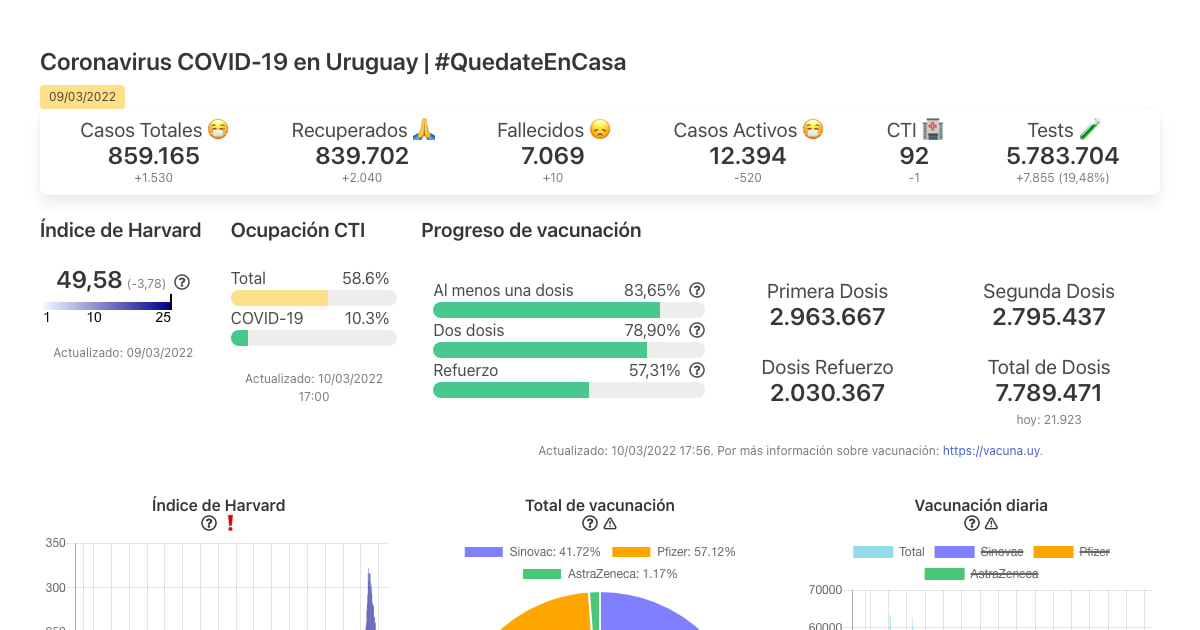 Coronavirus COVID-19 en Uruguay | #QuedateEnCasa
09/03/2022
Casos Totales 😷 Recuperados 🙏 Fallecidos 😞 Casos Activos 😷 CTI 🏥 Tests 🧪
859.165 839.702 7.069 12.394 92 5.783.704
+1.530 +2.040 +10 -520 -1 +7.855 (19,48%)
Índice de Harvard
49,58 (-3,78)
1 10 25
Actualizado: 09/03/2022
Ocupación CTI
Total 58.6%
COVID-19 10.3%
Actualizado: 10/03/2022
17:00
Progreso de vacunación
Al menos una dosis 83,65%
Dos dosis 78,90%
Refuerzo 57,31%
Primera Dosis
2.963.667
Segunda Dosis
2.795.437
Dosis Refuerzo
2.030.367
Total de Dosis
7.789.471
hoy: 21.923
Actualizado: 10/03/2022 17:56. Por más información sobre vacunación: https://vacuna.uy.
Índice de Harvard
❗
350
300
250
Total de vacunación
Sinovac: 41.72% Pfizer: 57.12%
AstraZeneca: 1.17%
Vacunación diaria
Total Sinovac Pfizer
AstraZeneca
70000
60000